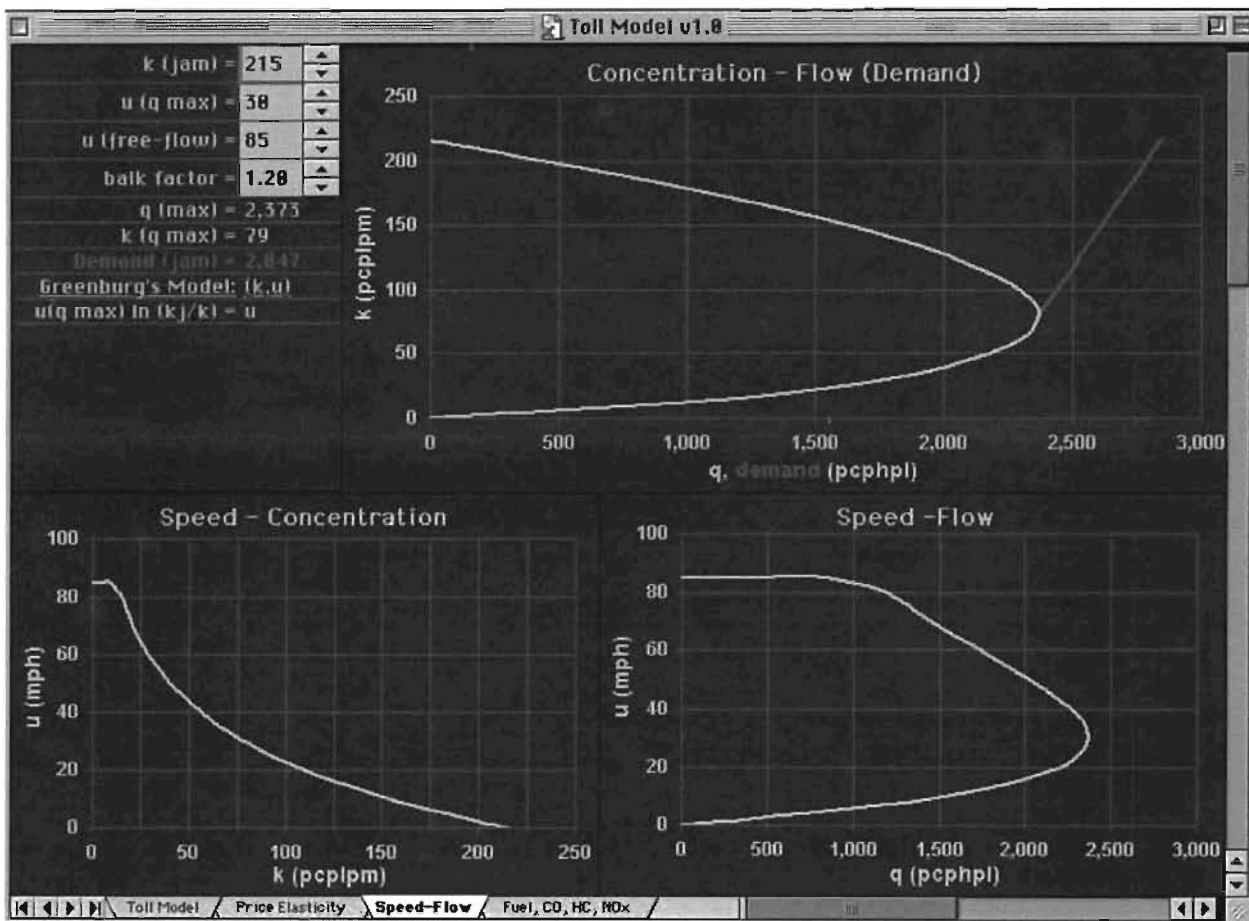 Toll Model v1.0
k (jam) = 215
u (q max) = 30
u (free-flow) = 85
balk factor = 1.20
q (max) = 2,373
k (q max) = 79
Demand (jam) = 2,847
Greenburg's Model: (k,u)
u(q max) ln (kj/k) = u
Concentration - Flow (Demand)
k (pcplpm)
250
200
150
100
50
0
0 500 1,000 1,500 2,000 2,500 3,000
q, demand (pcphpl)
Speed - Concentration
u (mph)
100
80
60
40
20
0
0 50 100 150 200 250
k (pcplpm)
Speed -Flow
u (mph)
100
80
60
40
20
0
0 500 1,000 1,500 2,000 2,500 3,000
q (pcphpl)
Toll Model Price Elasticity Speed-Flow Fuel, CO, HC, NOx